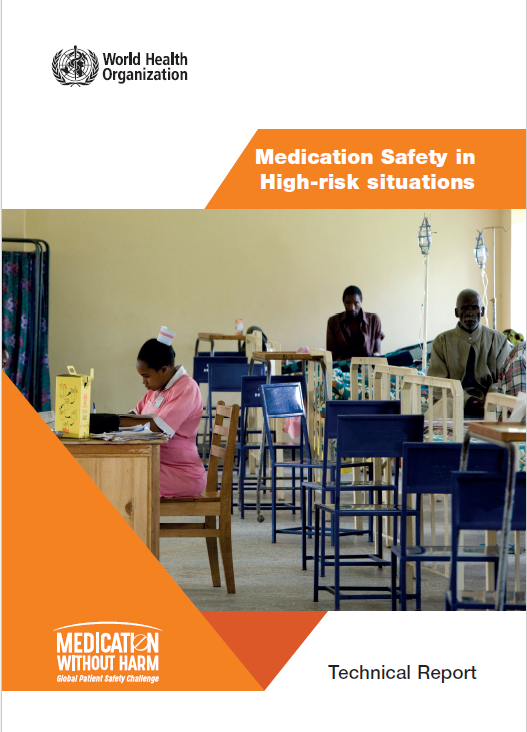 World Health
Organization
Medication Safety in
High-risk situations
MEDICATION
WITHOUT HARM
Global Patient Safety Challenge
Technical Report